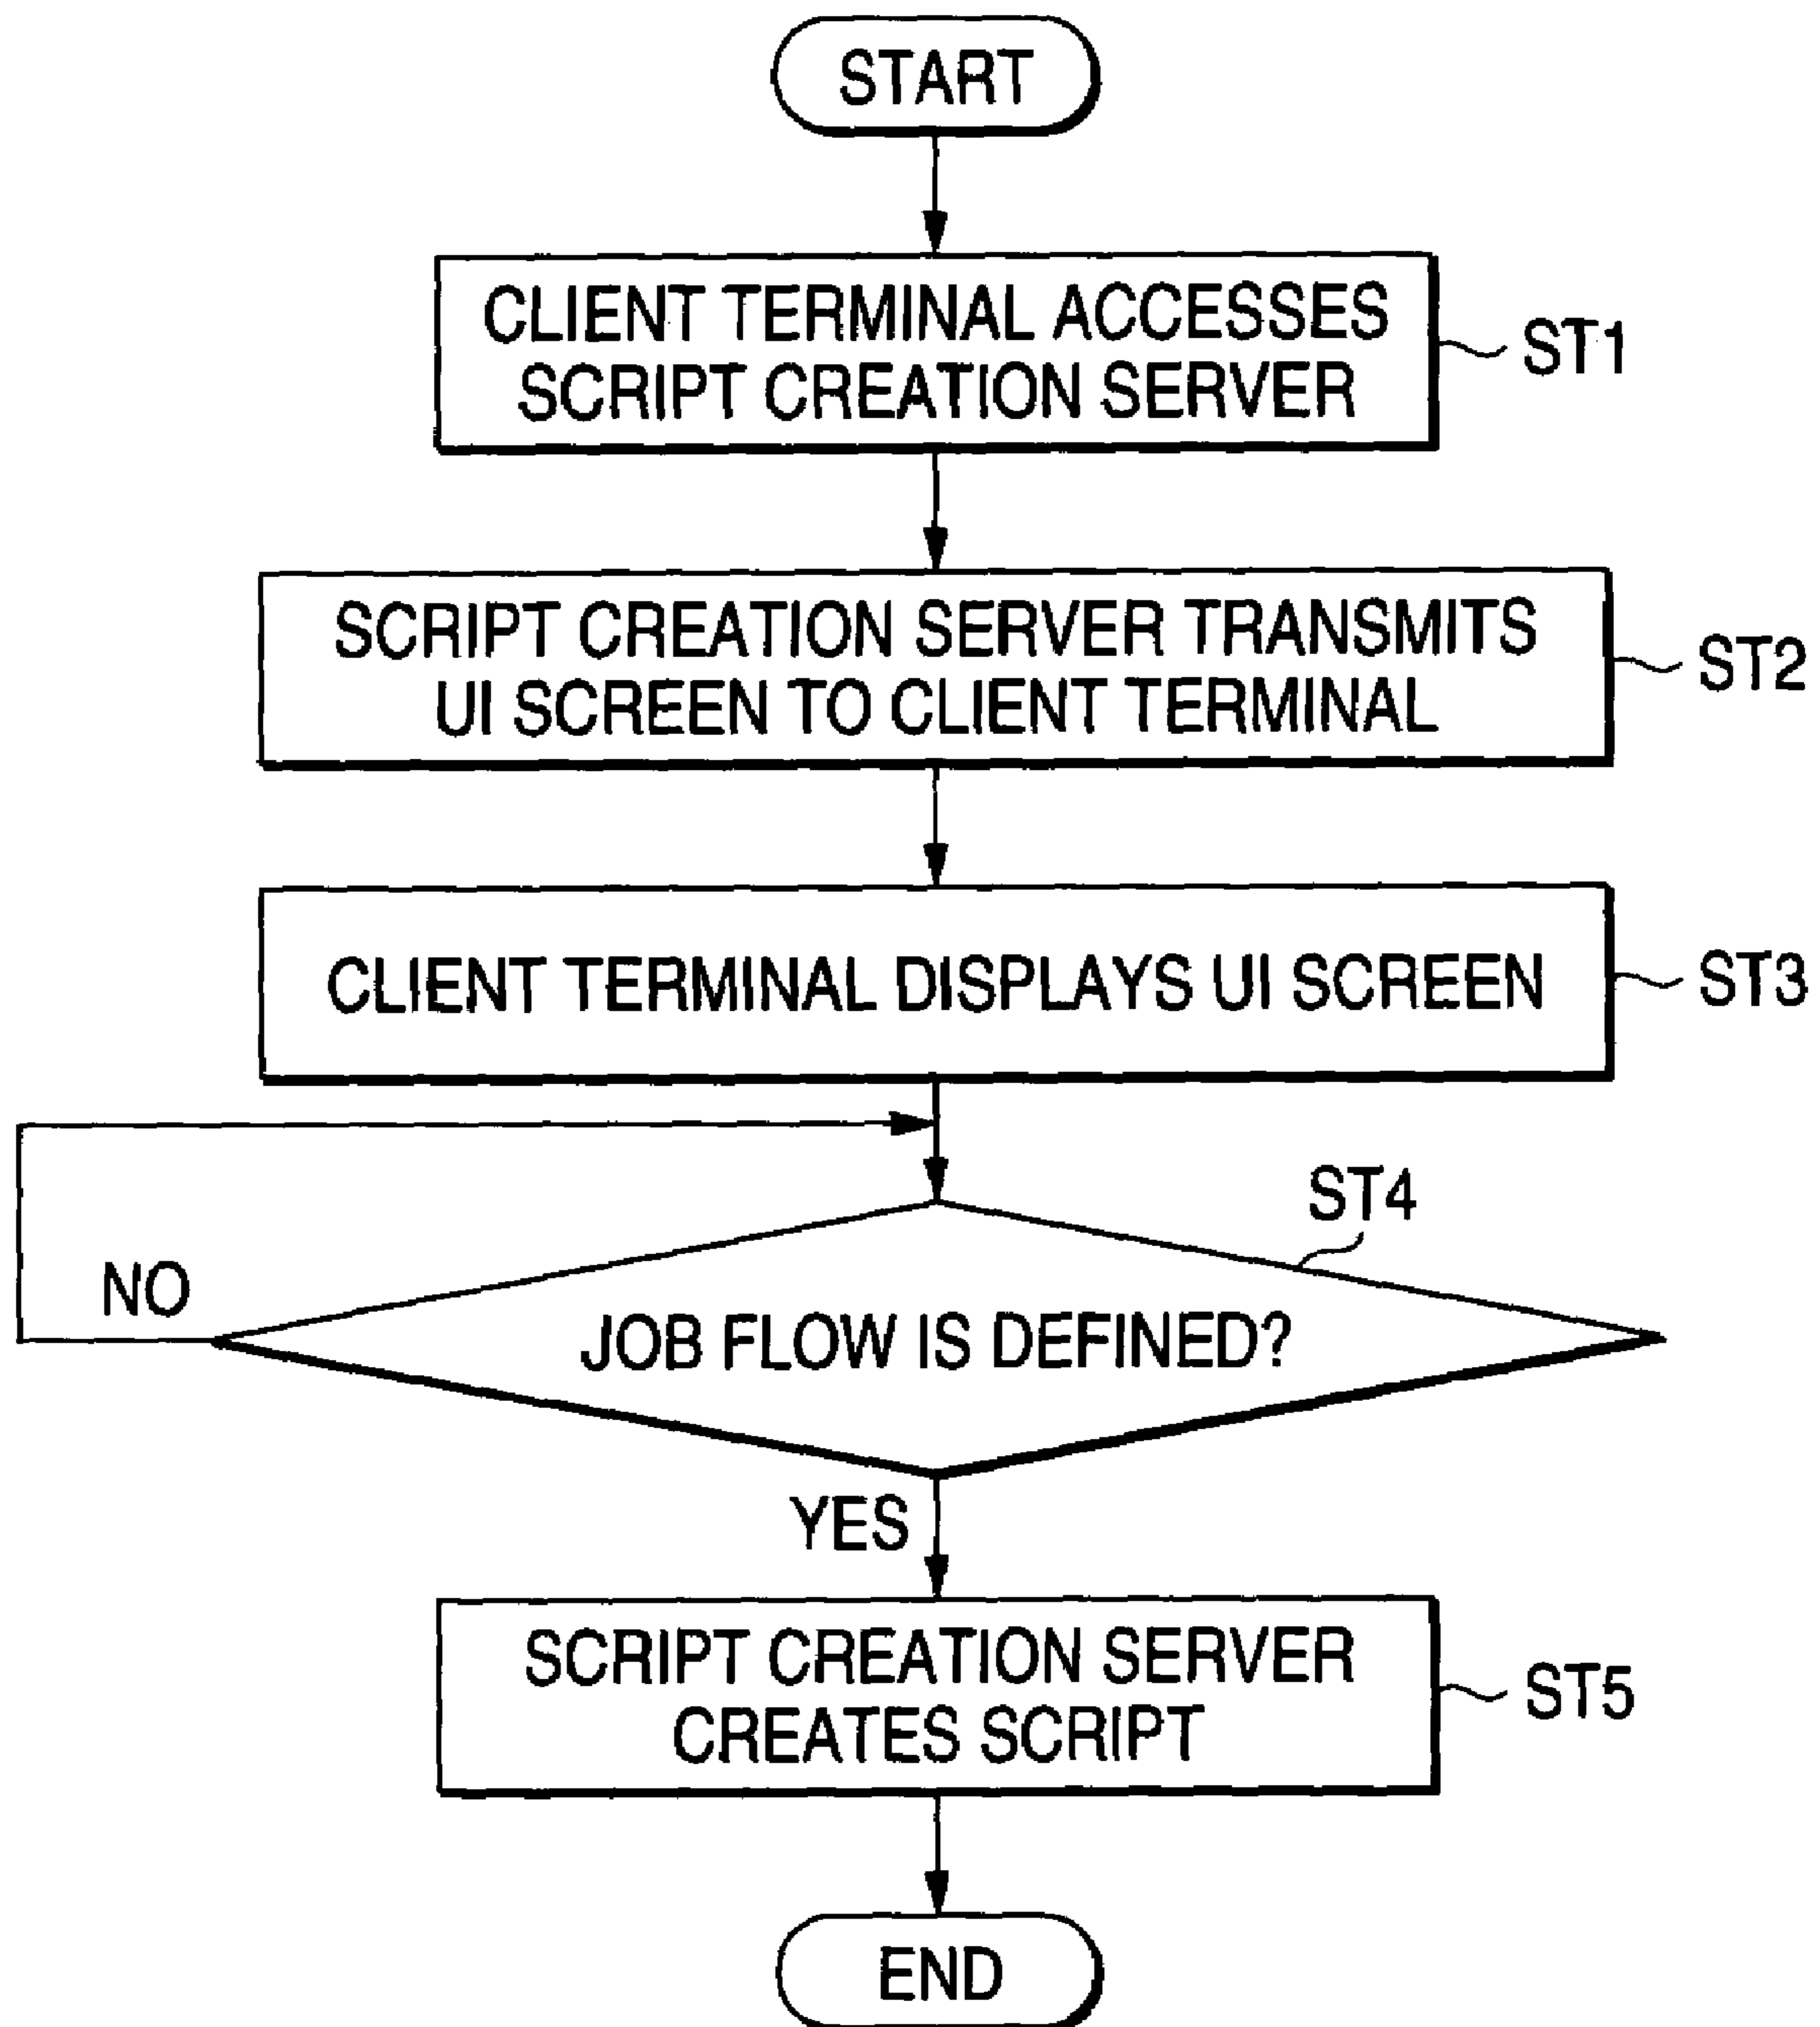 START
CLIENT TERMINAL ACCESSES
SCRIPT CREATION SERVER
ST1
SCRIPT CREATION SERVER TRANSMITS
UI SCREEN TO CLIENT TERMINAL
ST2
CLIENT TERMINAL DISPLAYS UI SCREEN
ST3
ST4
NO
JOB FLOW IS DEFINED?
YES
SCRIPT CREATION SERVER
CREATES SCRIPT
ST5
END